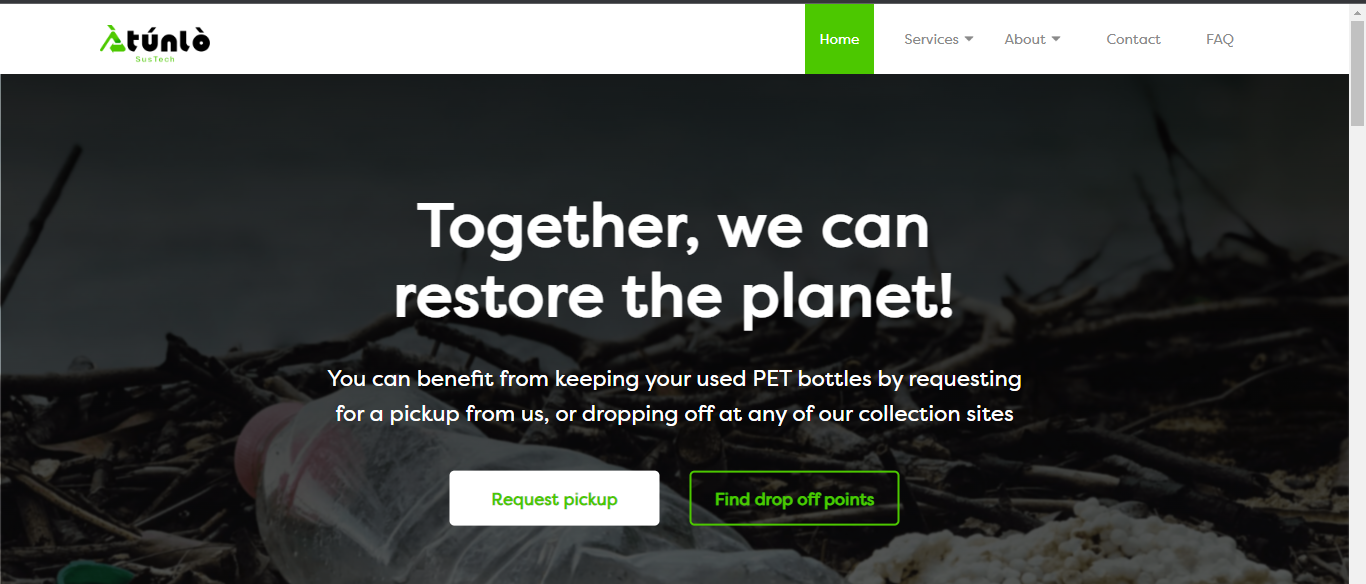 Àtúnlò
SusTech
Home
Services
About
Contact
FAQ
Together, we can
restore the planet!
You can benefit from keeping your used PET bottles by requesting
for a pickup from us, or dropping off at any of our collection sites
Request pickup
Find drop off points